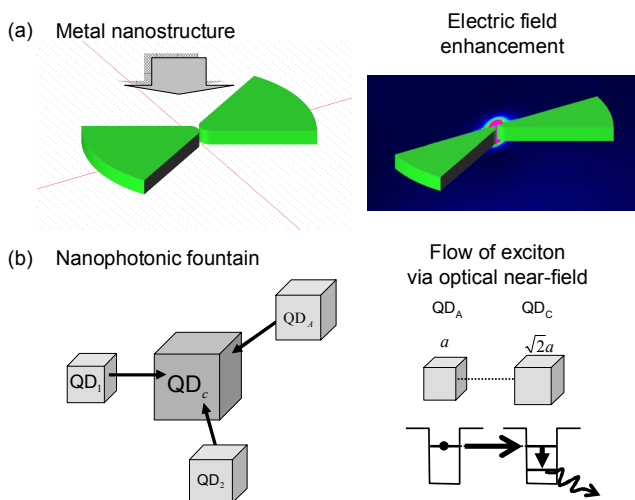 (a) Metal nanostructure
Electric field
enhancement
(b) Nanophotonic fountain
QD_A
QD_1
QD_c
QD_2
Flow of exciton
via optical near-field
QD_A QD_C
a √2a